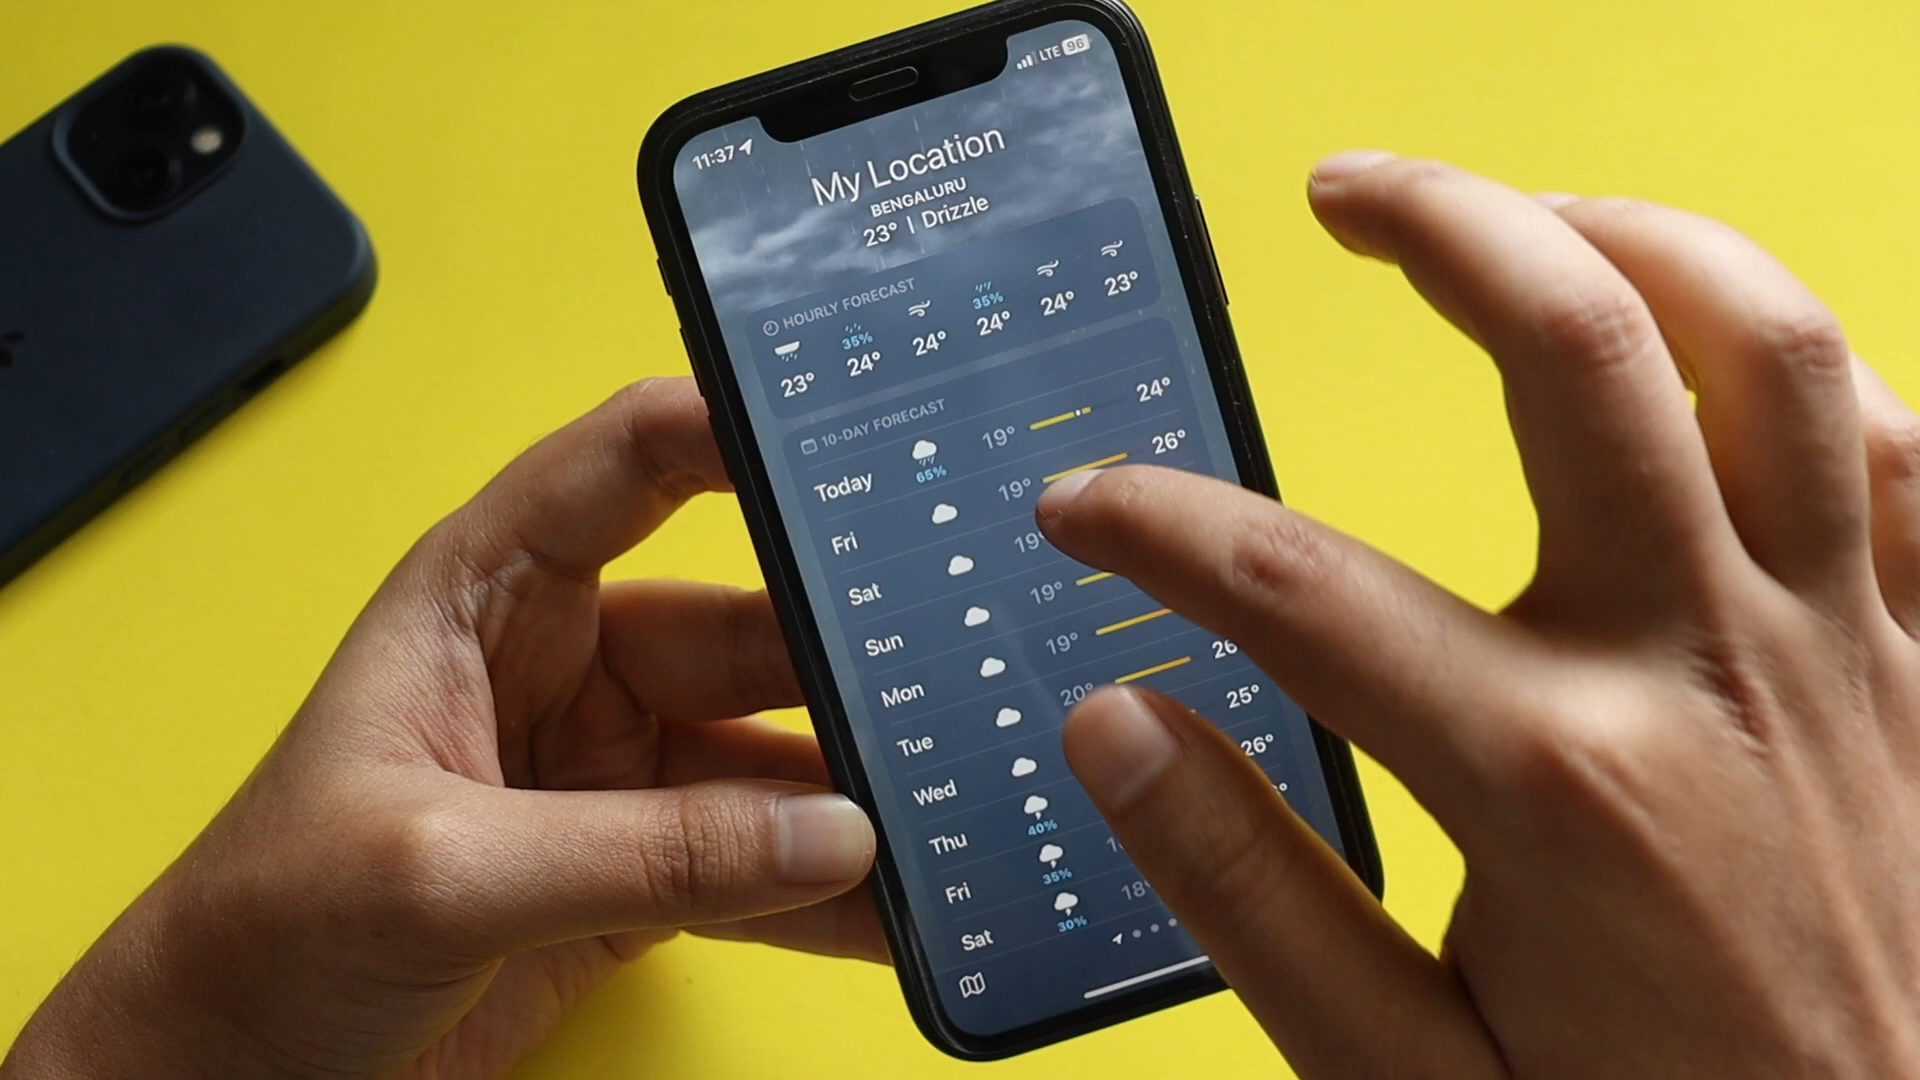 11:37
LTE 96
My Location
BENGALURU
23° | Drizzle
HOURLY FORECAST
35% 35%
23° 24° 24° 24° 24° 23°
10-DAY FORECAST
Today 65% 19° 24°
Fri 19° 26°
Sat 19°
Sun 19°
Mon 19°
Tue 20° 26
Wed 25°
Thu 40% 26°
Fri 35%
Sat 30% 18°